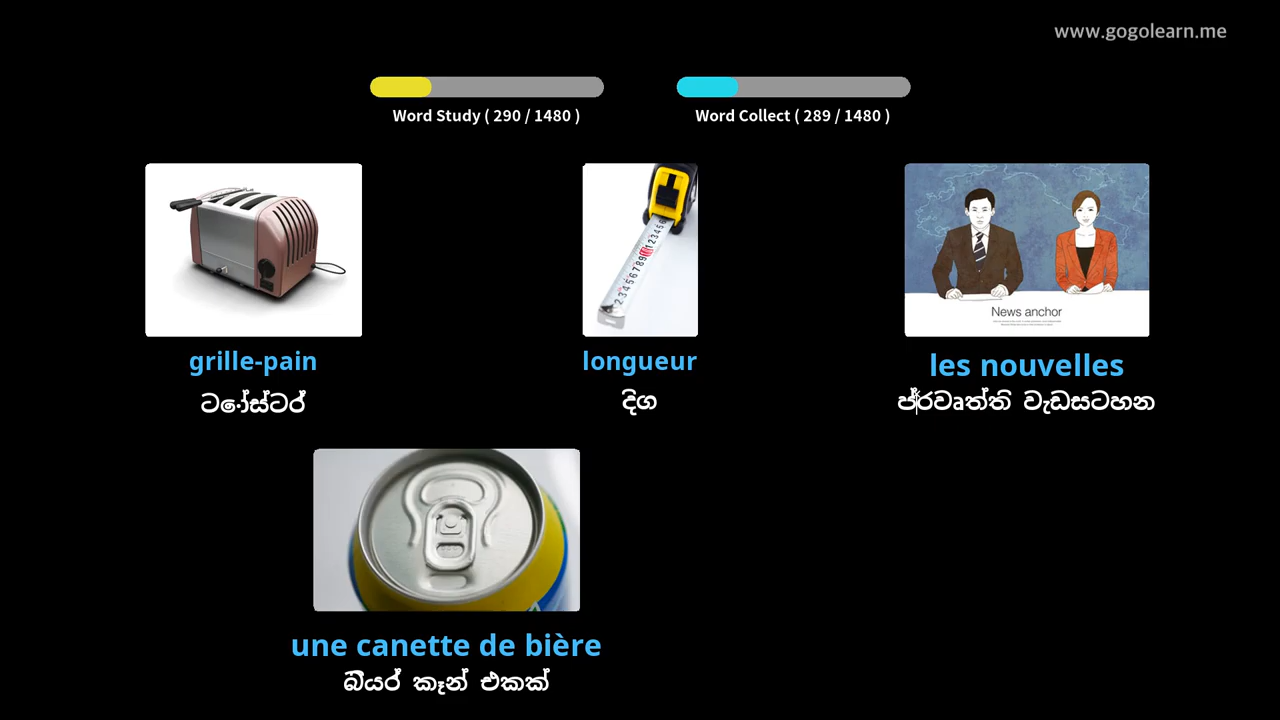 www.gogolearn.me
Word Study ( 290 / 1480 )
Word Collect ( 289 / 1480 )
News anchor
grille-pain
longueur
les nouvelles
ටෝස්ටර්
දිග
ප්‍රවෘත්ති වැඩසටහන
une canette de bière
බියර් කෑන් එකක්